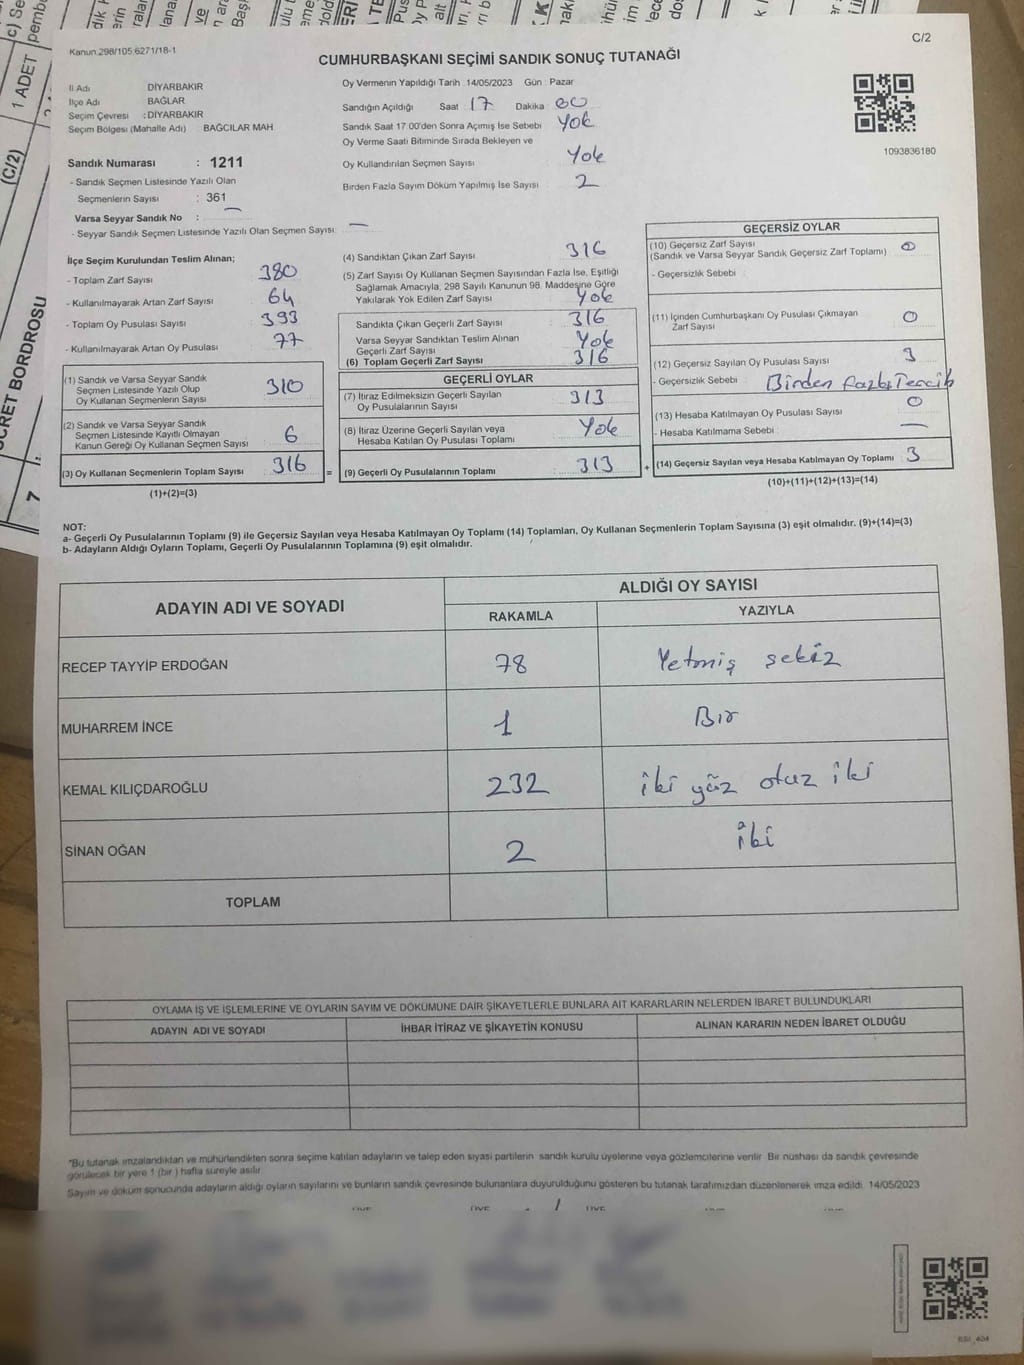 C/2
Kanun 298/105 6271/18-1
CUMHURBAŞKANI SEÇİMİ SANDIK SONUÇ TUTANAĞI
İl Adı DİYARBAKIR
İlçe Adı BAĞLAR
Seçim Çevresi : DİYARBAKIR
Seçim Bölgesi (Mahalle Adı) BAĞCILAR MAH
Sandık Numarası : 1211
- Sandık Seçmen Listesinde Yazılı Olan
Seçmenlerin Sayısı : 361
Varsa Seyyar Sandık No : —
- Seyyar Sandık Seçmen Listesinde Yazılı Olan Seçmen Sayısı: —
Oy Vermenin Yapıldığı Tarih : 14/05/2023 Gün : Pazar
Sandığın Açıldığı Saat 17 Dakika 00
Sandık Saat 17.00'den Sonra Açımış İse Sebebi Yok
Oy Verme Saati Bitiminde Sırada Bekleyen ve
Oy Kullandırılan Seçmen Sayısı Yok
Birden Fazla Sayım Döküm Yapılmış İse Sayısı 2
1093836180
İlçe Seçim Kurulundan Teslim Alınan;
- Toplam Zarf Sayısı 380
- Kullanılmayarak Artan Zarf Sayısı 64
- Toplam Oy Pusulası Sayısı 393
- Kullanılmayarak Artan Oy Pusulası 77
(1) Sandık ve Varsa Seyyar Sandık
Seçmen Listesinde Yazılı Olup
Oy Kullanan Seçmenlerin Sayısı 310
(2) Sandık ve Varsa Seyyar Sandık
Seçmen Listesinde Kayıtlı Olmayan
Kanun Gereği Oy Kullanan Seçmen Sayısı 6
(3) Oy Kullanan Seçmenlerin Toplam Sayısı 316 =
(1)+(2)=(3)
(4) Sandıktan Çıkan Zarf Sayısı 316
(5) Zarf Sayısı Oy Kullanan Seçmen Sayısından Fazla İse, Eşitliği
Sağlamak Amacıyla, 298 Sayılı Kanunun 98. Maddesine Göre
Yakılarak Yok Edilen Zarf Sayısı Yok
Sandıkta Çıkan Geçerli Zarf Sayısı 316
Varsa Seyyar Sandıktan Teslim Alınan
Geçerli Zarf Sayısı Yok
(6) Toplam Geçerli Zarf Sayısı 316
GEÇERLİ OYLAR
(7) İtiraz Edilmeksizin Geçerli Sayılan
Oy Pusulalarının Sayısı 313
(8) İtiraz Üzerine Geçerli Sayılan veya
Hesaba Katılan Oy Pusulası Toplamı Yok
(9) Geçerli Oy Pusulalarının Toplamı 313 +
GEÇERSİZ OYLAR
(10) Geçersiz Zarf Sayısı
(Sandık ve Varsa Seyyar Sandık Geçersiz Zarf Toplamı) 0
- Geçersizlik Sebebi :
(11) İçinden Cumhurbaşkanı Oy Pusulası Çıkmayan
Zarf Sayısı 0
(12) Geçersiz Sayılan Oy Pusulası Sayısı 3
- Geçersizlik Sebebi : Birden fazla Tercih
(13) Hesaba Katılmayan Oy Pusulası Sayısı 0
- Hesaba Katılmama Sebebi : —
(14) Geçersiz Sayılan veya Hesaba Katılmayan Oy Toplamı 3
(10)+(11)+(12)+(13)=(14)
NOT:
a- Geçerli Oy Pusulalarının Toplamı (9) ile Geçersiz Sayılan veya Hesaba Katılmayan Oy Toplamı (14) Toplamları, Oy Kullanan Seçmenlerin Toplam Sayısına (3) eşit olmalıdır. (9)+(14)=(3)
b- Adayların Aldığı Oyların Toplamı, Geçerli Oy Pusulalarının Toplamına (9) eşit olmalıdır.
ADAYIN ADI VE SOYADI
ALDIĞI OY SAYISI
RAKAMLA YAZIYLA
RECEP TAYYİP ERDOĞAN 78 Yetmiş sekiz
MUHARREM İNCE 1 Bir
KEMAL KILIÇDAROĞLU 232 iki yüz otuz iki
SİNAN OĞAN 2 iki
TOPLAM
OYLAMA İŞ VE İŞLEMLERİNE VE OYLARIN SAYIM VE DÖKÜMÜNE DAİR ŞİKAYETLERLE BUNLARA AİT KARARLARIN NELERDEN İBARET BULUNDUKLARI
ADAYIN ADI VE SOYADI İHBAR İTİRAZ VE ŞİKAYETİN KONUSU ALINAN KARARIN NEDEN İBARET OLDUĞU
*Bu tutanak imzalandıktan ve mühürlendikten sonra seçime katılan adayların ve talep eden siyasi partilerin sandık kurulu üyelerine veya gözlemcilerine verilir. Bir nüshası da sandık çevresinde
görülecek bir yere 1 (bir ) hafta süreyle asılır.
Sayım ve döküm sonucunda adayların aldığı oyların sayılarını ve bunların sandık çevresinde bulunanlara duyurulduğunu gösteren bu tutanak tarafımızdan düzenlenerek imza edildi. 14/05/2023
(C/2)
1 ADET
ÜCRET BORDROSU
7